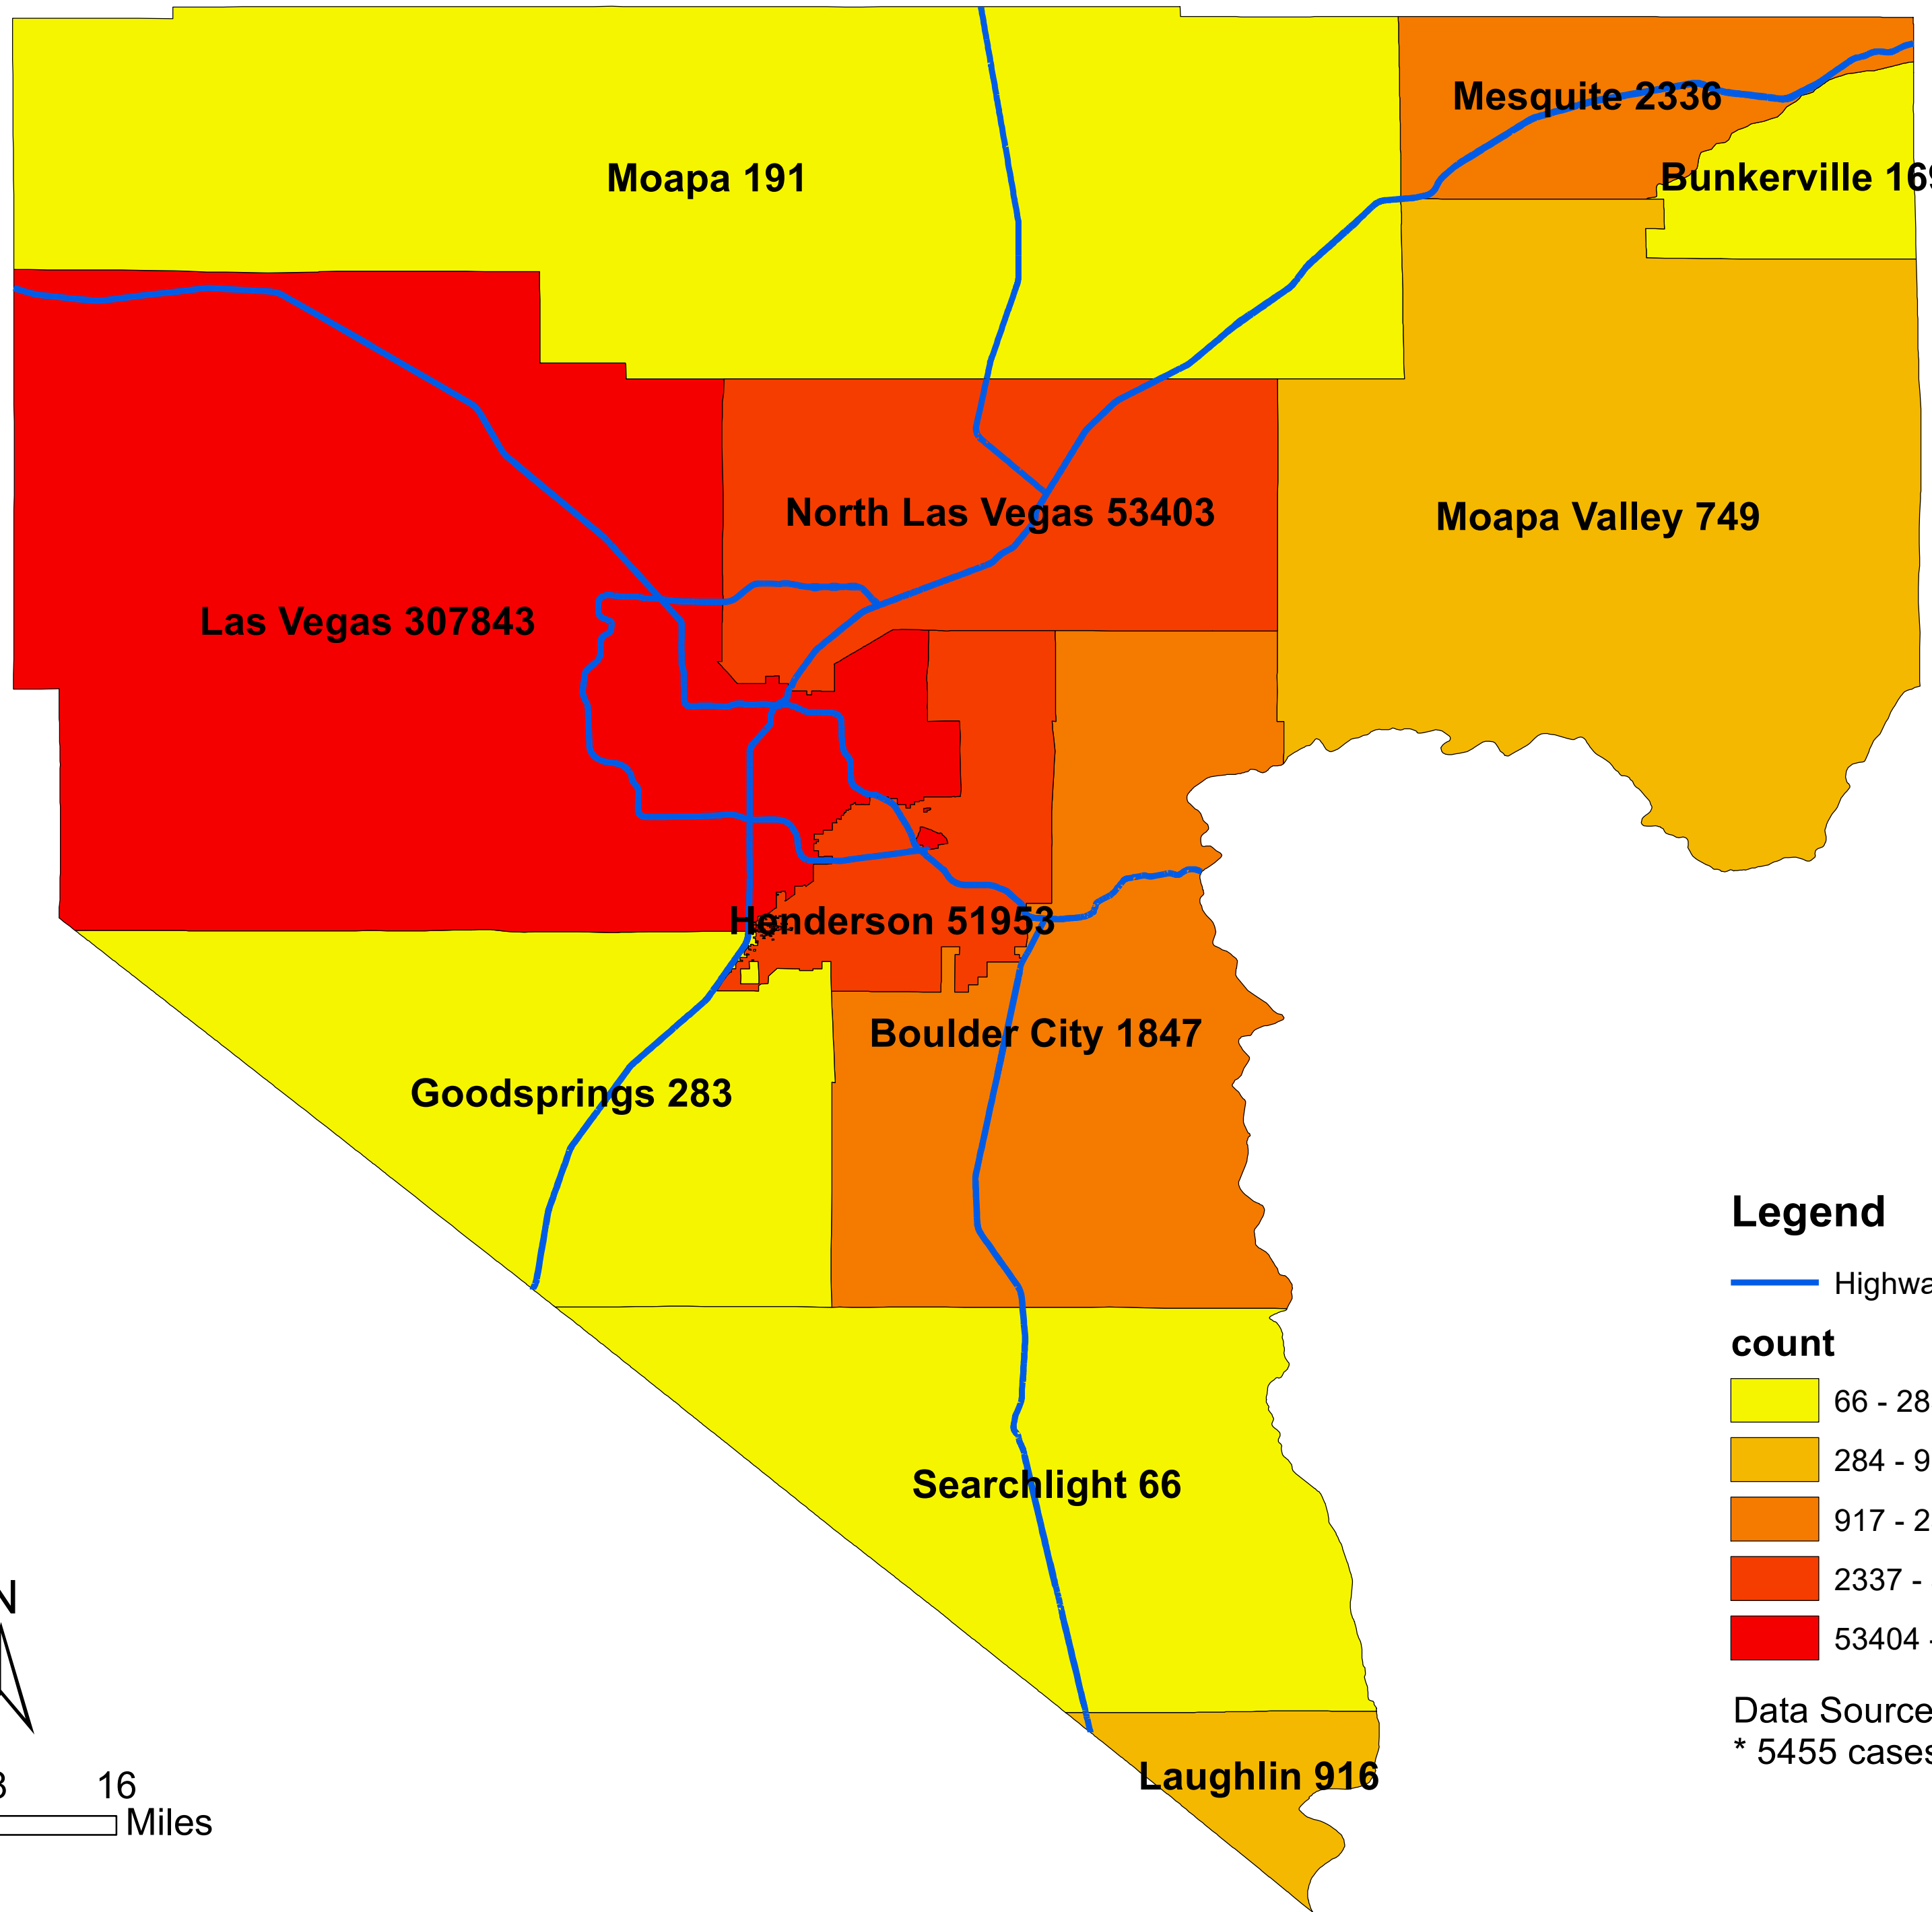 Mesquite 2336
Moapa 191
Bunkerville 169
North Las Vegas 53403
Moapa Valley 749
Las Vegas 307843
Henderson 51953
Boulder City 1847
Goodsprings 283
Searchlight 66
Laughlin 916
N
16
Miles
Legend
count
66 - 28
284 - 9
917 - 2
2337 -
53404 -
Data Source
* 5455 cases